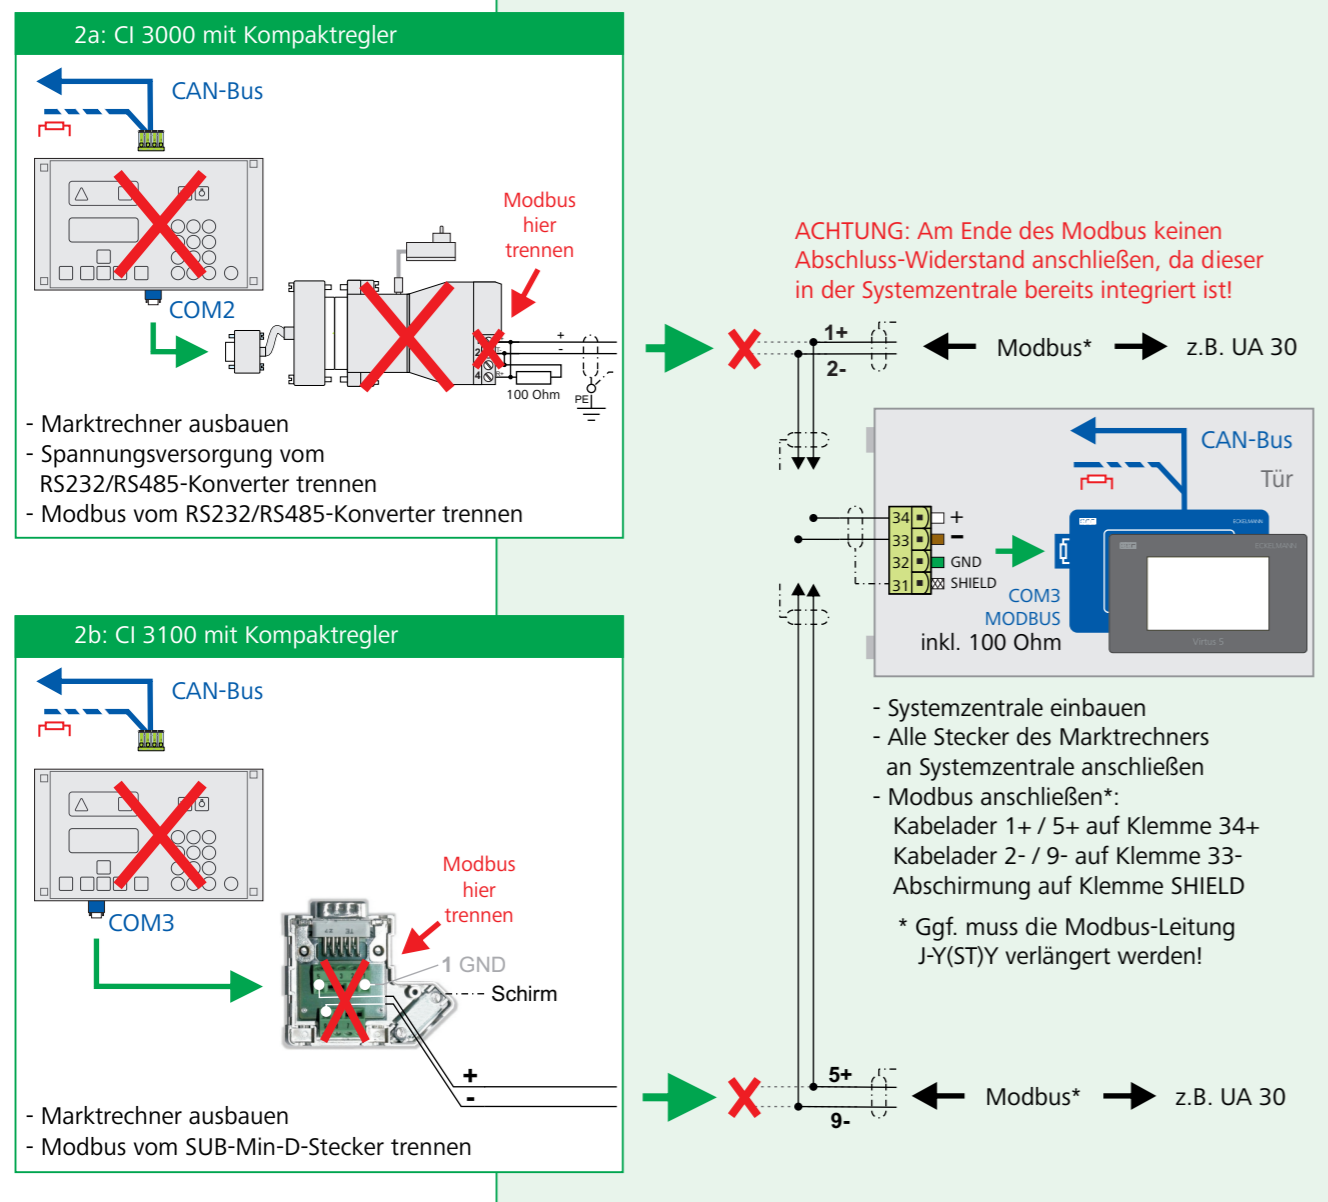 2a: CI 3000 mit Kompaktregler
CAN-Bus
COM2
Modbus
hier
trennen
+
-
2
4
100 Ohm
PE
- Marktrechner ausbauen
- Spannungsversorgung vom
RS232/RS485-Konverter trennen
- Modbus vom RS232/RS485-Konverter trennen
ACHTUNG: Am Ende des Modbus keinen
Abschluss-Widerstand anschließen, da dieser
in der Systemzentrale bereits integriert ist!
1+
2-
Modbus*
z.B. UA 30
CAN-Bus
Tür
34 +
33 -
32 GND
31 SHIELD
ECKELMANN
ECKELMANN
Virtus 5
COM3
MODBUS
inkl. 100 Ohm
- Systemzentrale einbauen
- Alle Stecker des Marktrechners
an Systemzentrale anschließen
- Modbus anschließen*:
Kabelader 1+ / 5+ auf Klemme 34+
Kabelader 2- / 9- auf Klemme 33-
Abschirmung auf Klemme SHIELD
* Ggf. muss die Modbus-Leitung
J-Y(ST)Y verlängert werden!
2b: CI 3100 mit Kompaktregler
CAN-Bus
COM3
Modbus
hier
trennen
1 GND
Schirm
+
-
- Marktrechner ausbauen
- Modbus vom SUB-Min-D-Stecker trennen
5+
9-
Modbus*
z.B. UA 30